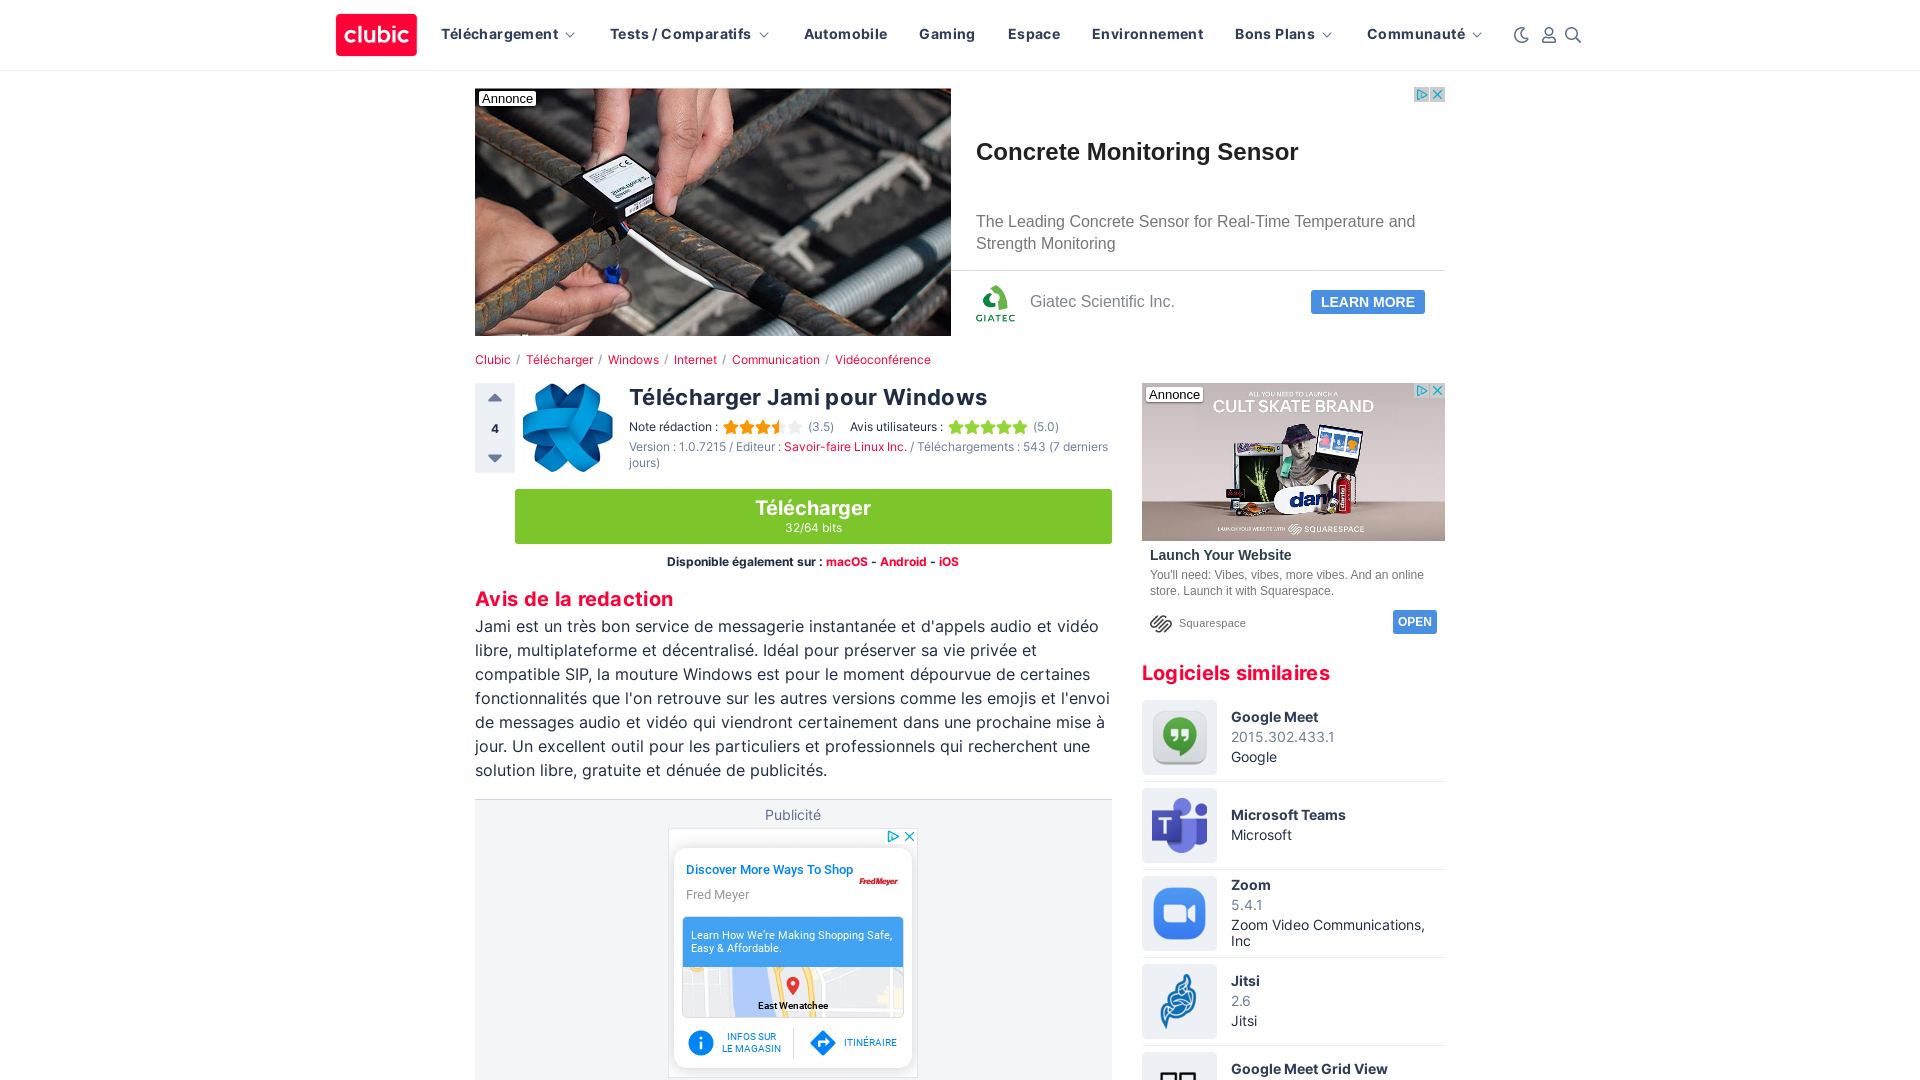 clubic
Téléchargement
Tests / Comparatifs
Automobile
Gaming
Espace
Environnement
Bons Plans
Communauté
Annonce
Concrete Monitoring Sensor
The Leading Concrete Sensor for Real-Time Temperature and
Strength Monitoring
GIATEC
Giatec Scientific Inc.
LEARN MORE
Clubic / Télécharger / Windows / Internet / Communication / Vidéoconférence
4
Télécharger Jami pour Windows
Note rédaction : (3.5) Avis utilisateurs : (5.0)
Version : 1.0.7215 / Editeur : Savoir-faire Linux Inc. / Téléchargements : 543 (7 derniers
jours)
Télécharger
32/64 bits
Disponible également sur : macOS - Android - iOS
Avis de la redaction
Jami est un très bon service de messagerie instantanée et d'appels audio et vidéo
libre, multiplateforme et décentralisé. Idéal pour préserver sa vie privée et
compatible SIP, la mouture Windows est pour le moment dépourvue de certaines
fonctionnalités que l'on retrouve sur les autres versions comme les emojis et l'envoi
de messages audio et vidéo qui viendront certainement dans une prochaine mise à
jour. Un excellent outil pour les particuliers et professionnels qui recherchent une
solution libre, gratuite et dénuée de publicités.
Publicité
Discover More Ways To Shop
Fred Meyer
FredMeyer
Learn How We're Making Shopping Safe,
Easy & Affordable.
East Wenatchee
INFOS SUR
LE MAGASIN
ITINÉRAIRE
Annonce
ALL YOU NEED TO LAUNCH A
CULT SKATE BRAND
LAUNCH YOUR WEBSITE WITH SQUARESPACE
Launch Your Website
You'll need: Vibes, vibes, more vibes. And an online
store. Launch it with Squarespace.
Squarespace
OPEN
Logiciels similaires
Google Meet
2015.302.433.1
Google
Microsoft Teams
Microsoft
Zoom
5.4.1
Zoom Video Communications,
Inc
Jitsi
2.6
Jitsi
Google Meet Grid View